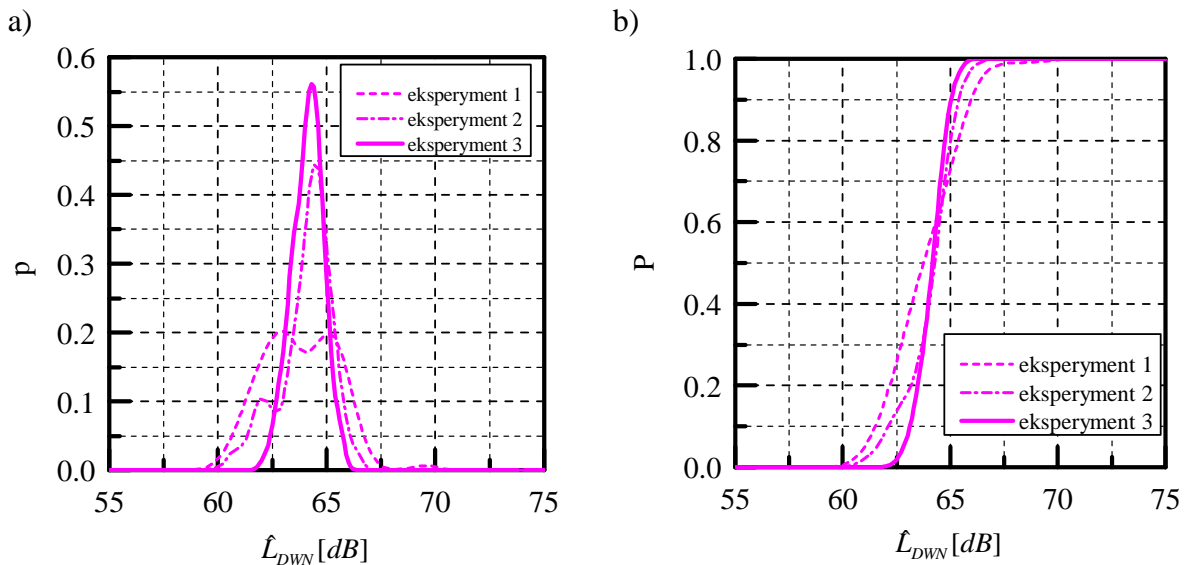 a)
0.6
0.5
0.4
0.3
0.2
0.1
0.0
p
eksperyment 1
eksperyment 2
eksperyment 3
55 60 65 70 75
L̂DWN [dB]
b)
1.0
0.8
0.6
0.4
0.2
0.0
P
eksperyment 1
eksperyment 2
eksperyment 3
55 60 65 70 75
L̂DWN [dB]